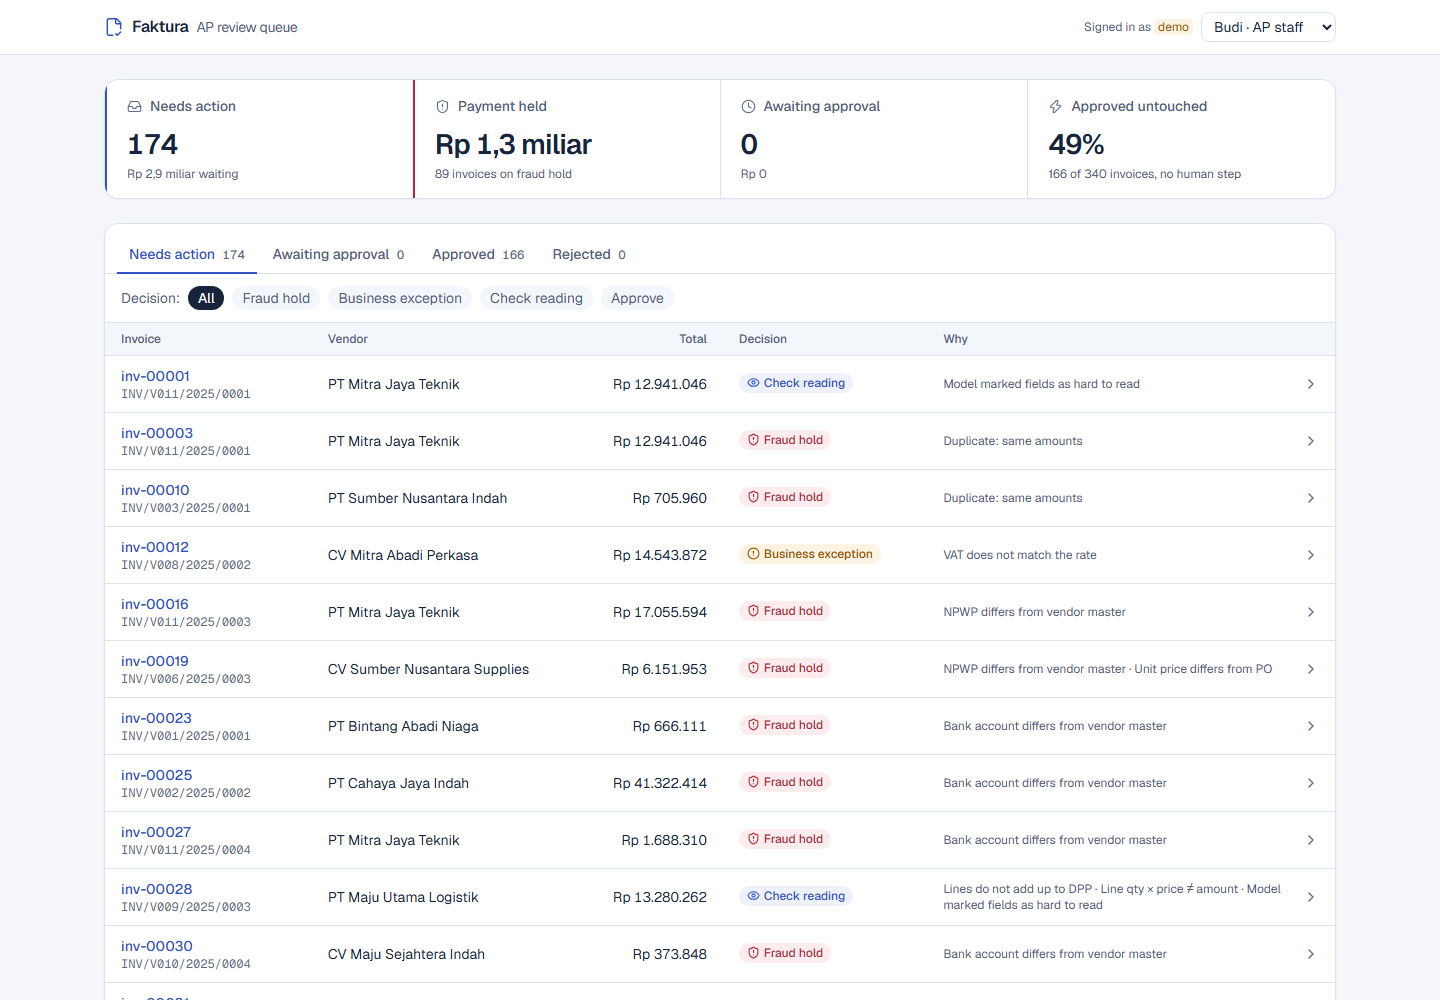 Faktura AP review queue
Signed in as demo Budi · AP staff
Needs action
174
Rp 2,9 miliar waiting
Payment held
Rp 1,3 miliar
89 invoices on fraud hold
Awaiting approval
0
Rp 0
Approved untouched
49%
166 of 340 invoices, no human step
Needs action 174 Awaiting approval 0 Approved 166 Rejected 0
Decision: All Fraud hold Business exception Check reading Approve
Invoice Vendor Total Decision Why
inv-00001
INV/V011/2025/0001
PT Mitra Jaya Teknik Rp 12.941.046 Check reading Model marked fields as hard to read
inv-00003
INV/V011/2025/0001
PT Mitra Jaya Teknik Rp 12.941.046 Fraud hold Duplicate: same amounts
inv-00010
INV/V003/2025/0001
PT Sumber Nusantara Indah Rp 705.960 Fraud hold Duplicate: same amounts
inv-00012
INV/V008/2025/0002
CV Mitra Abadi Perkasa Rp 14.543.872 Business exception VAT does not match the rate
inv-00016
INV/V011/2025/0003
PT Mitra Jaya Teknik Rp 17.055.594 Fraud hold NPWP differs from vendor master
inv-00019
INV/V006/2025/0003
CV Sumber Nusantara Supplies Rp 6.151.953 Fraud hold NPWP differs from vendor master · Unit price differs from PO
inv-00023
INV/V001/2025/0001
PT Bintang Abadi Niaga Rp 666.111 Fraud hold Bank account differs from vendor master
inv-00025
INV/V002/2025/0002
PT Cahaya Jaya Indah Rp 41.322.414 Fraud hold Bank account differs from vendor master
inv-00027
INV/V011/2025/0004
PT Mitra Jaya Teknik Rp 1.688.310 Fraud hold Bank account differs from vendor master
inv-00028
INV/V009/2025/0003
PT Maju Utama Logistik Rp 13.280.262 Check reading Lines do not add up to DPP · Line qty × price ≠ amount · Model
marked fields as hard to read
inv-00030
INV/V010/2025/0004
CV Maju Sejahtera Indah Rp 373.848 Fraud hold Bank account differs from vendor master